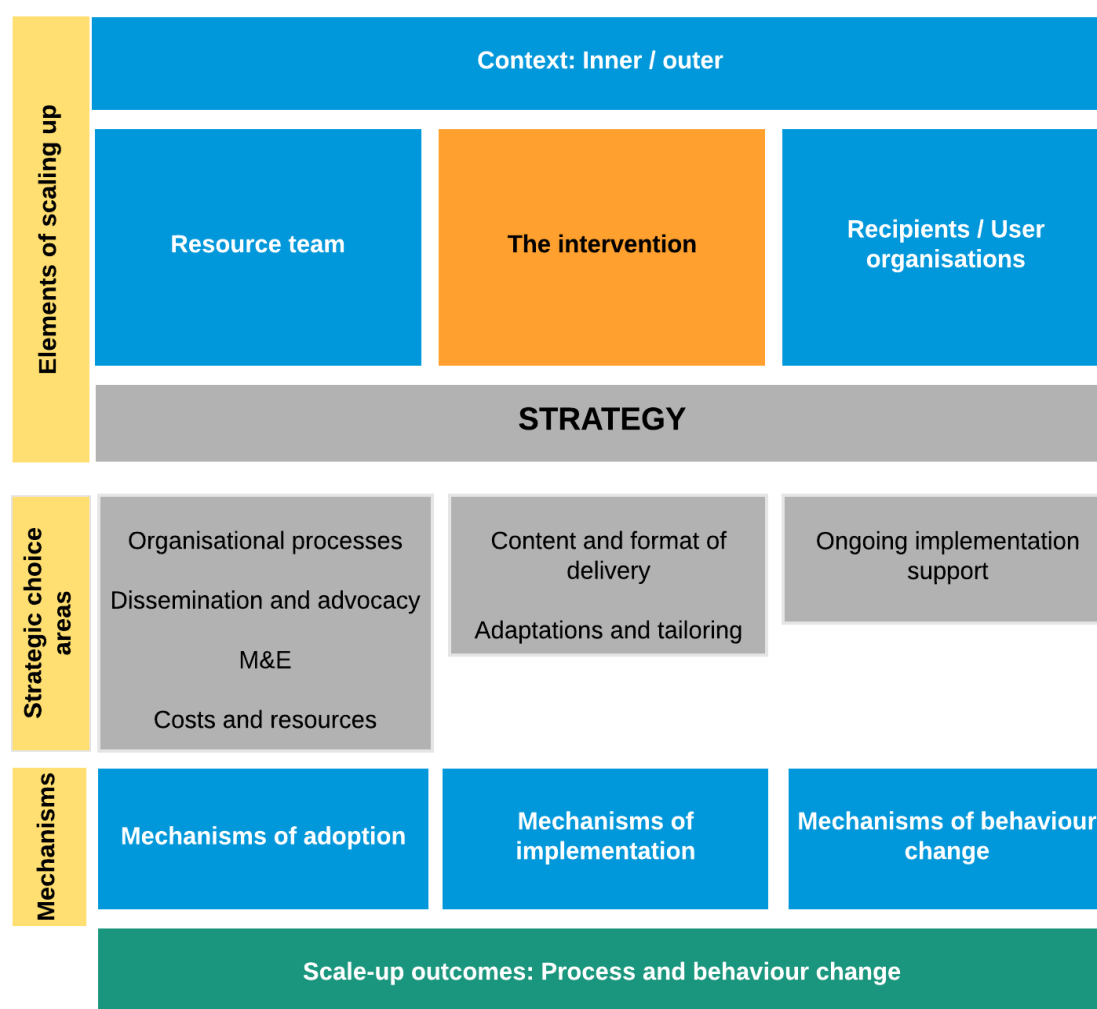 Elements of scaling up
Context: Inner / outer
Resource team
The intervention
Recipients / User
organisations
STRATEGY
Strategic choice
areas
Organisational processes
Dissemination and advocacy
M&E
Costs and resources
Content and format of
delivery
Adaptations and tailoring
Ongoing implementation
support
Mechanisms
Mechanisms of adoption
Mechanisms of
implementation
Mechanisms of behaviour
change
Scale-up outcomes: Process and behaviour change